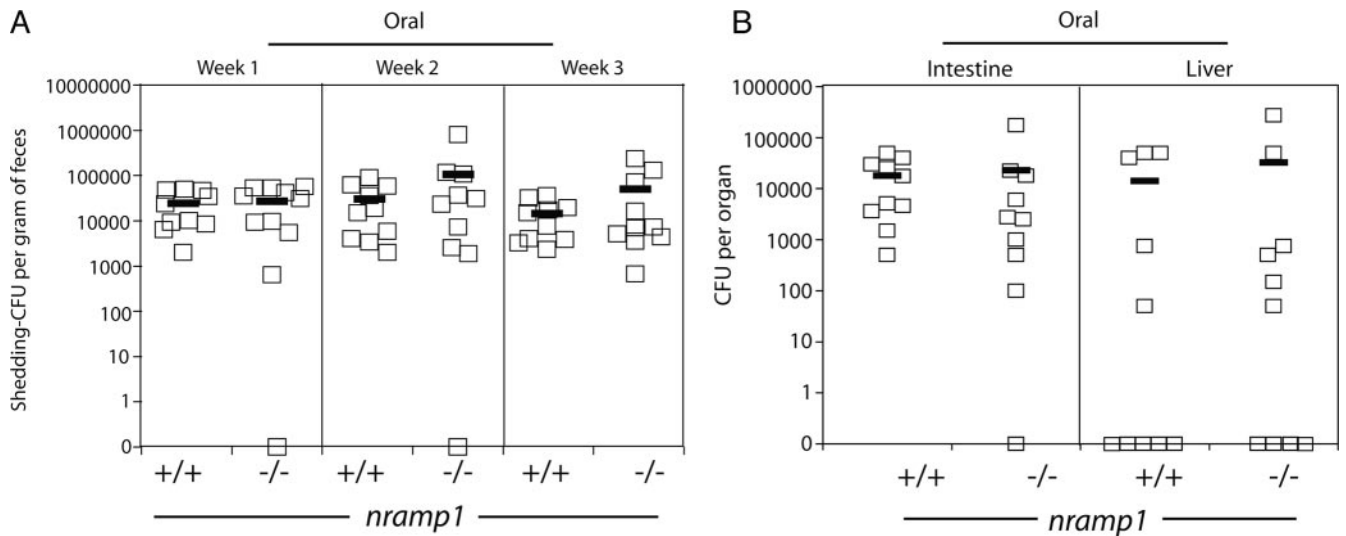 A
Oral
Week 1 Week 2 Week 3
Shedding-CFU per gram of feces
10000000
1000000
100000
10000
1000
100
10
1
0
+/+ -/- +/+ -/- +/+ -/-
nramp1
B
Oral
Intestine Liver
CFU per organ
1000000
100000
10000
1000
100
10
1
0
+/+ -/- +/+ -/-
nramp1